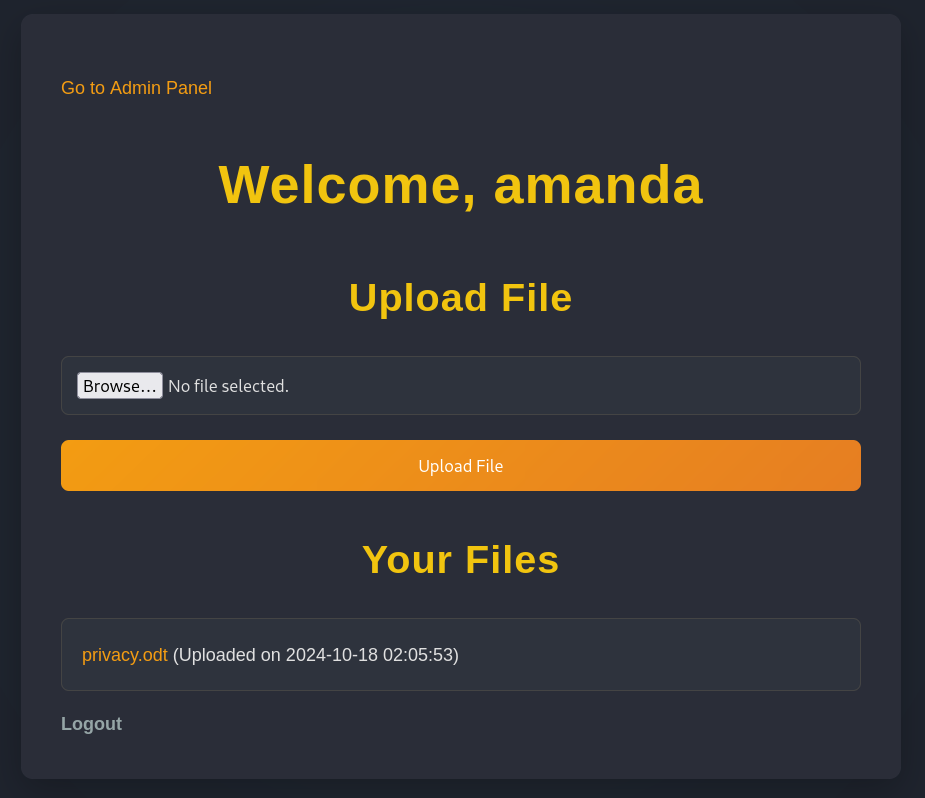 Go to Admin Panel
Welcome, amanda
Upload File
Browse… No file selected.
Upload File
Your Files
privacy.odt (Uploaded on 2024-10-18 02:05:53)
Logout